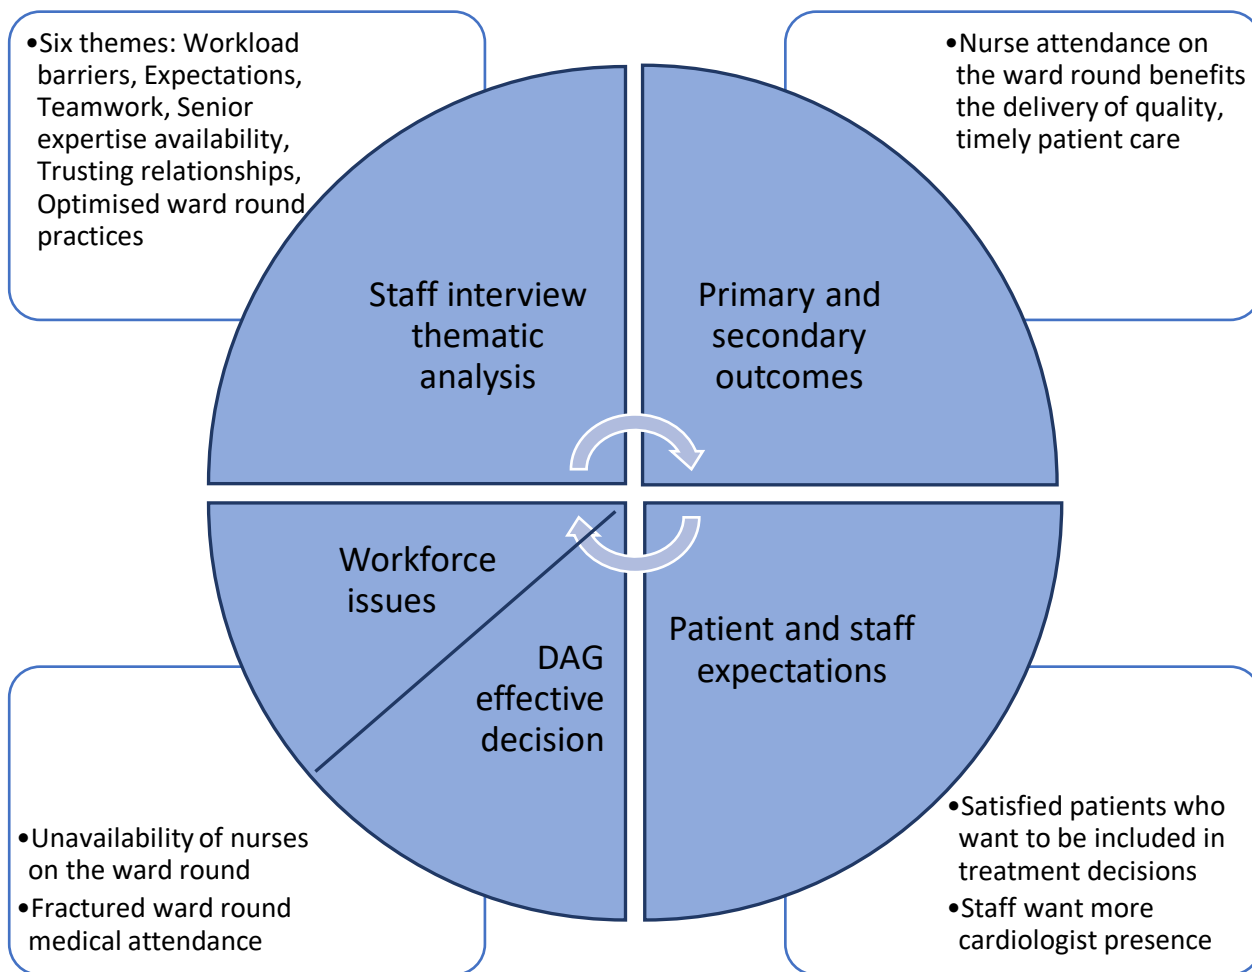 •Six themes: Workload
barriers, Expectations,
Teamwork, Senior
expertise availability,
Trusting relationships,
Optimised ward round
practices
•Nurse attendance on
the ward round benefits
the delivery of quality,
timely patient care
Staff interview
thematic
analysis
Primary and
secondary
outcomes
Workforce
issues
DAG
effective
decision
Patient and staff
expectations
•Unavailability of nurses
on the ward round
•Fractured ward round
medical attendance
•Satisfied patients who
want to be included in
treatment decisions
•Staff want more
cardiologist presence